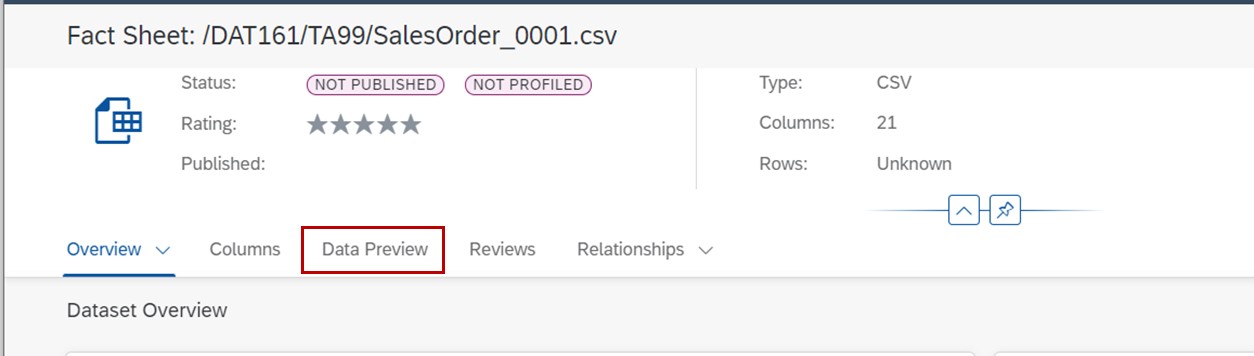 Fact Sheet: /DAT161/TA99/SalesOrder_0001.csv
Status: NOT PUBLISHED NOT PROFILED
Rating:
Published:
Type: CSV
Columns: 21
Rows: Unknown
Overview Columns Data Preview Reviews Relationships
Dataset Overview